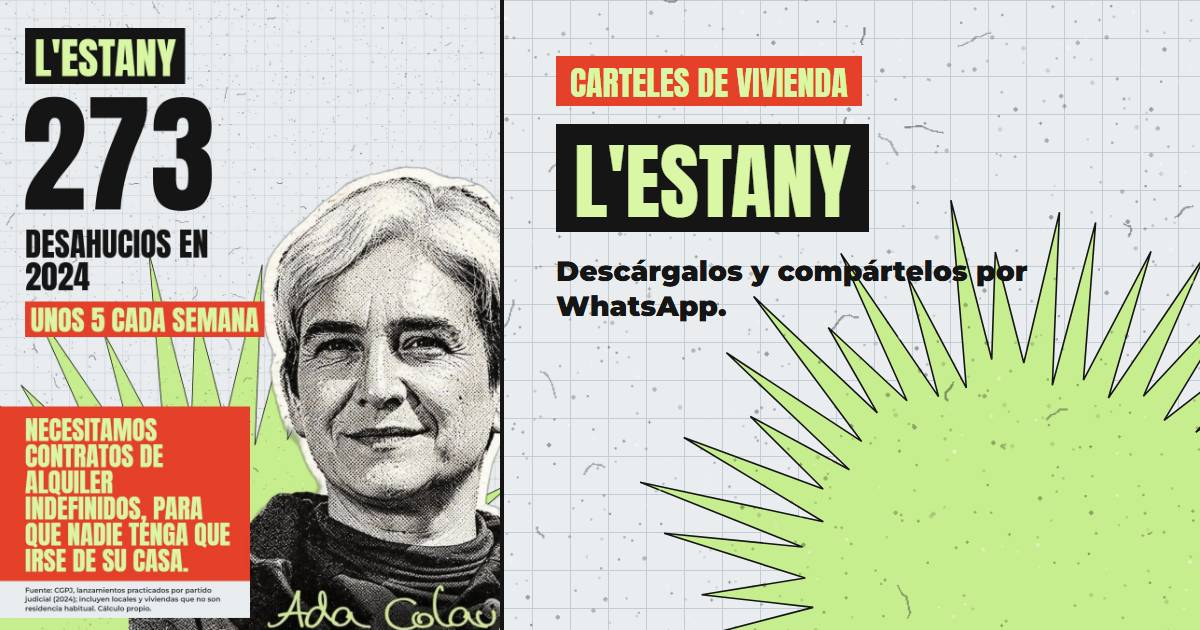 L'ESTANY
273
DESAHUCIOS EN
2024
UNOS 5 CADA SEMANA
NECESITAMOS
CONTRATOS DE
ALQUILER
INDEFINIDOS, PARA
QUE NADIE TENGA QUE
IRSE DE SU CASA.
Fuente: CGPJ, lanzamientos practicados por partido
judicial (2024); incluyen locales y viviendas que no son
residencia habitual. Cálculo propio.
Ada Colau
CARTELES DE VIVIENDA
L'ESTANY
Descárgalos y compártelos por
WhatsApp.